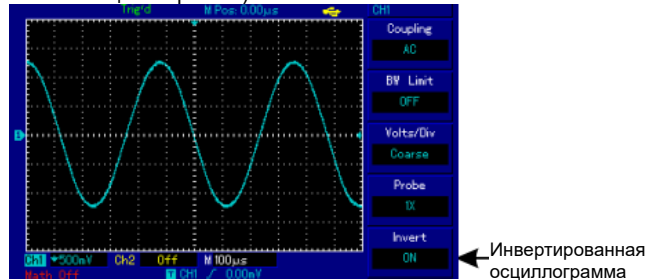 Trig'd M Pos: 0.00μs CH1
Coupling
AC
BW Limit
OFF
Volts/Div
Coarse
Probe
1X
Invert
ON
Инвертированная
осциллограмма
1
Ch1 500mV Ch2 Off M 100μs
Math Off T CH1 / 0.00mV